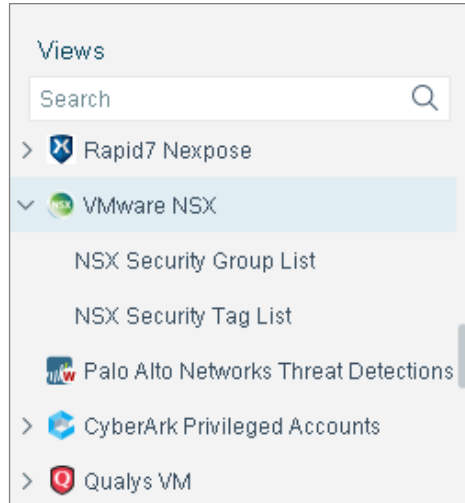 Views
Search
Rapid7 Nexpose
NSX VMware NSX
NSX Security Group List
NSX Security Tag List
W Palo Alto Networks Threat Detections
CyberArk Privileged Accounts
Qualys VM